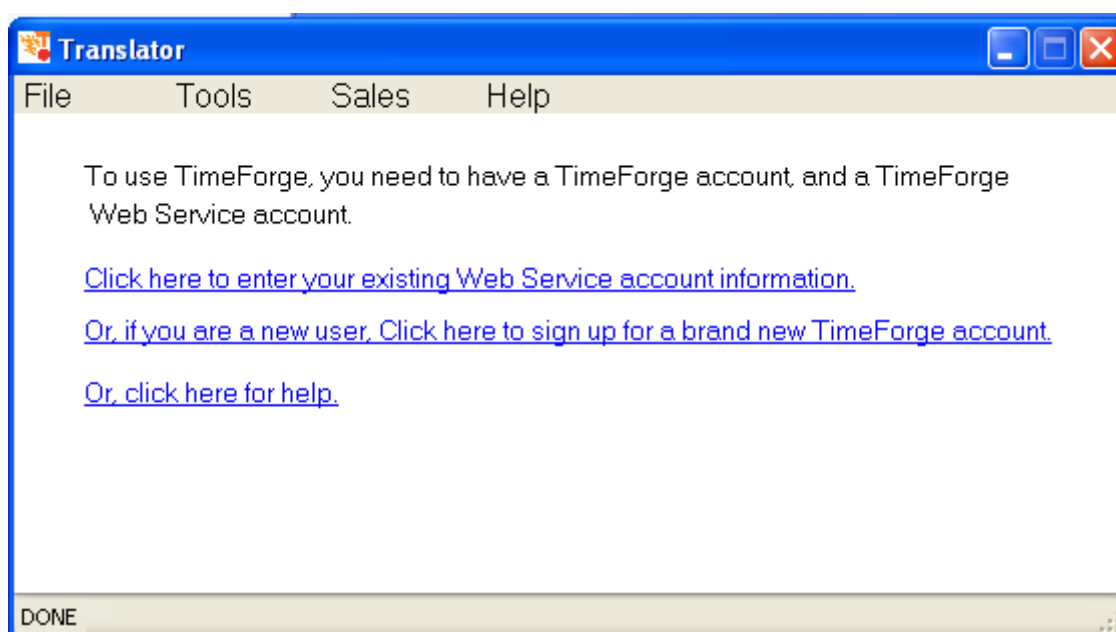 Translator
File Tools Sales Help
To use TimeForge, you need to have a TimeForge account, and a TimeForge
Web Service account.
Click here to enter your existing Web Service account information.
Or, if you are a new user, Click here to sign up for a brand new TimeForge account.
Or, click here for help.
DONE